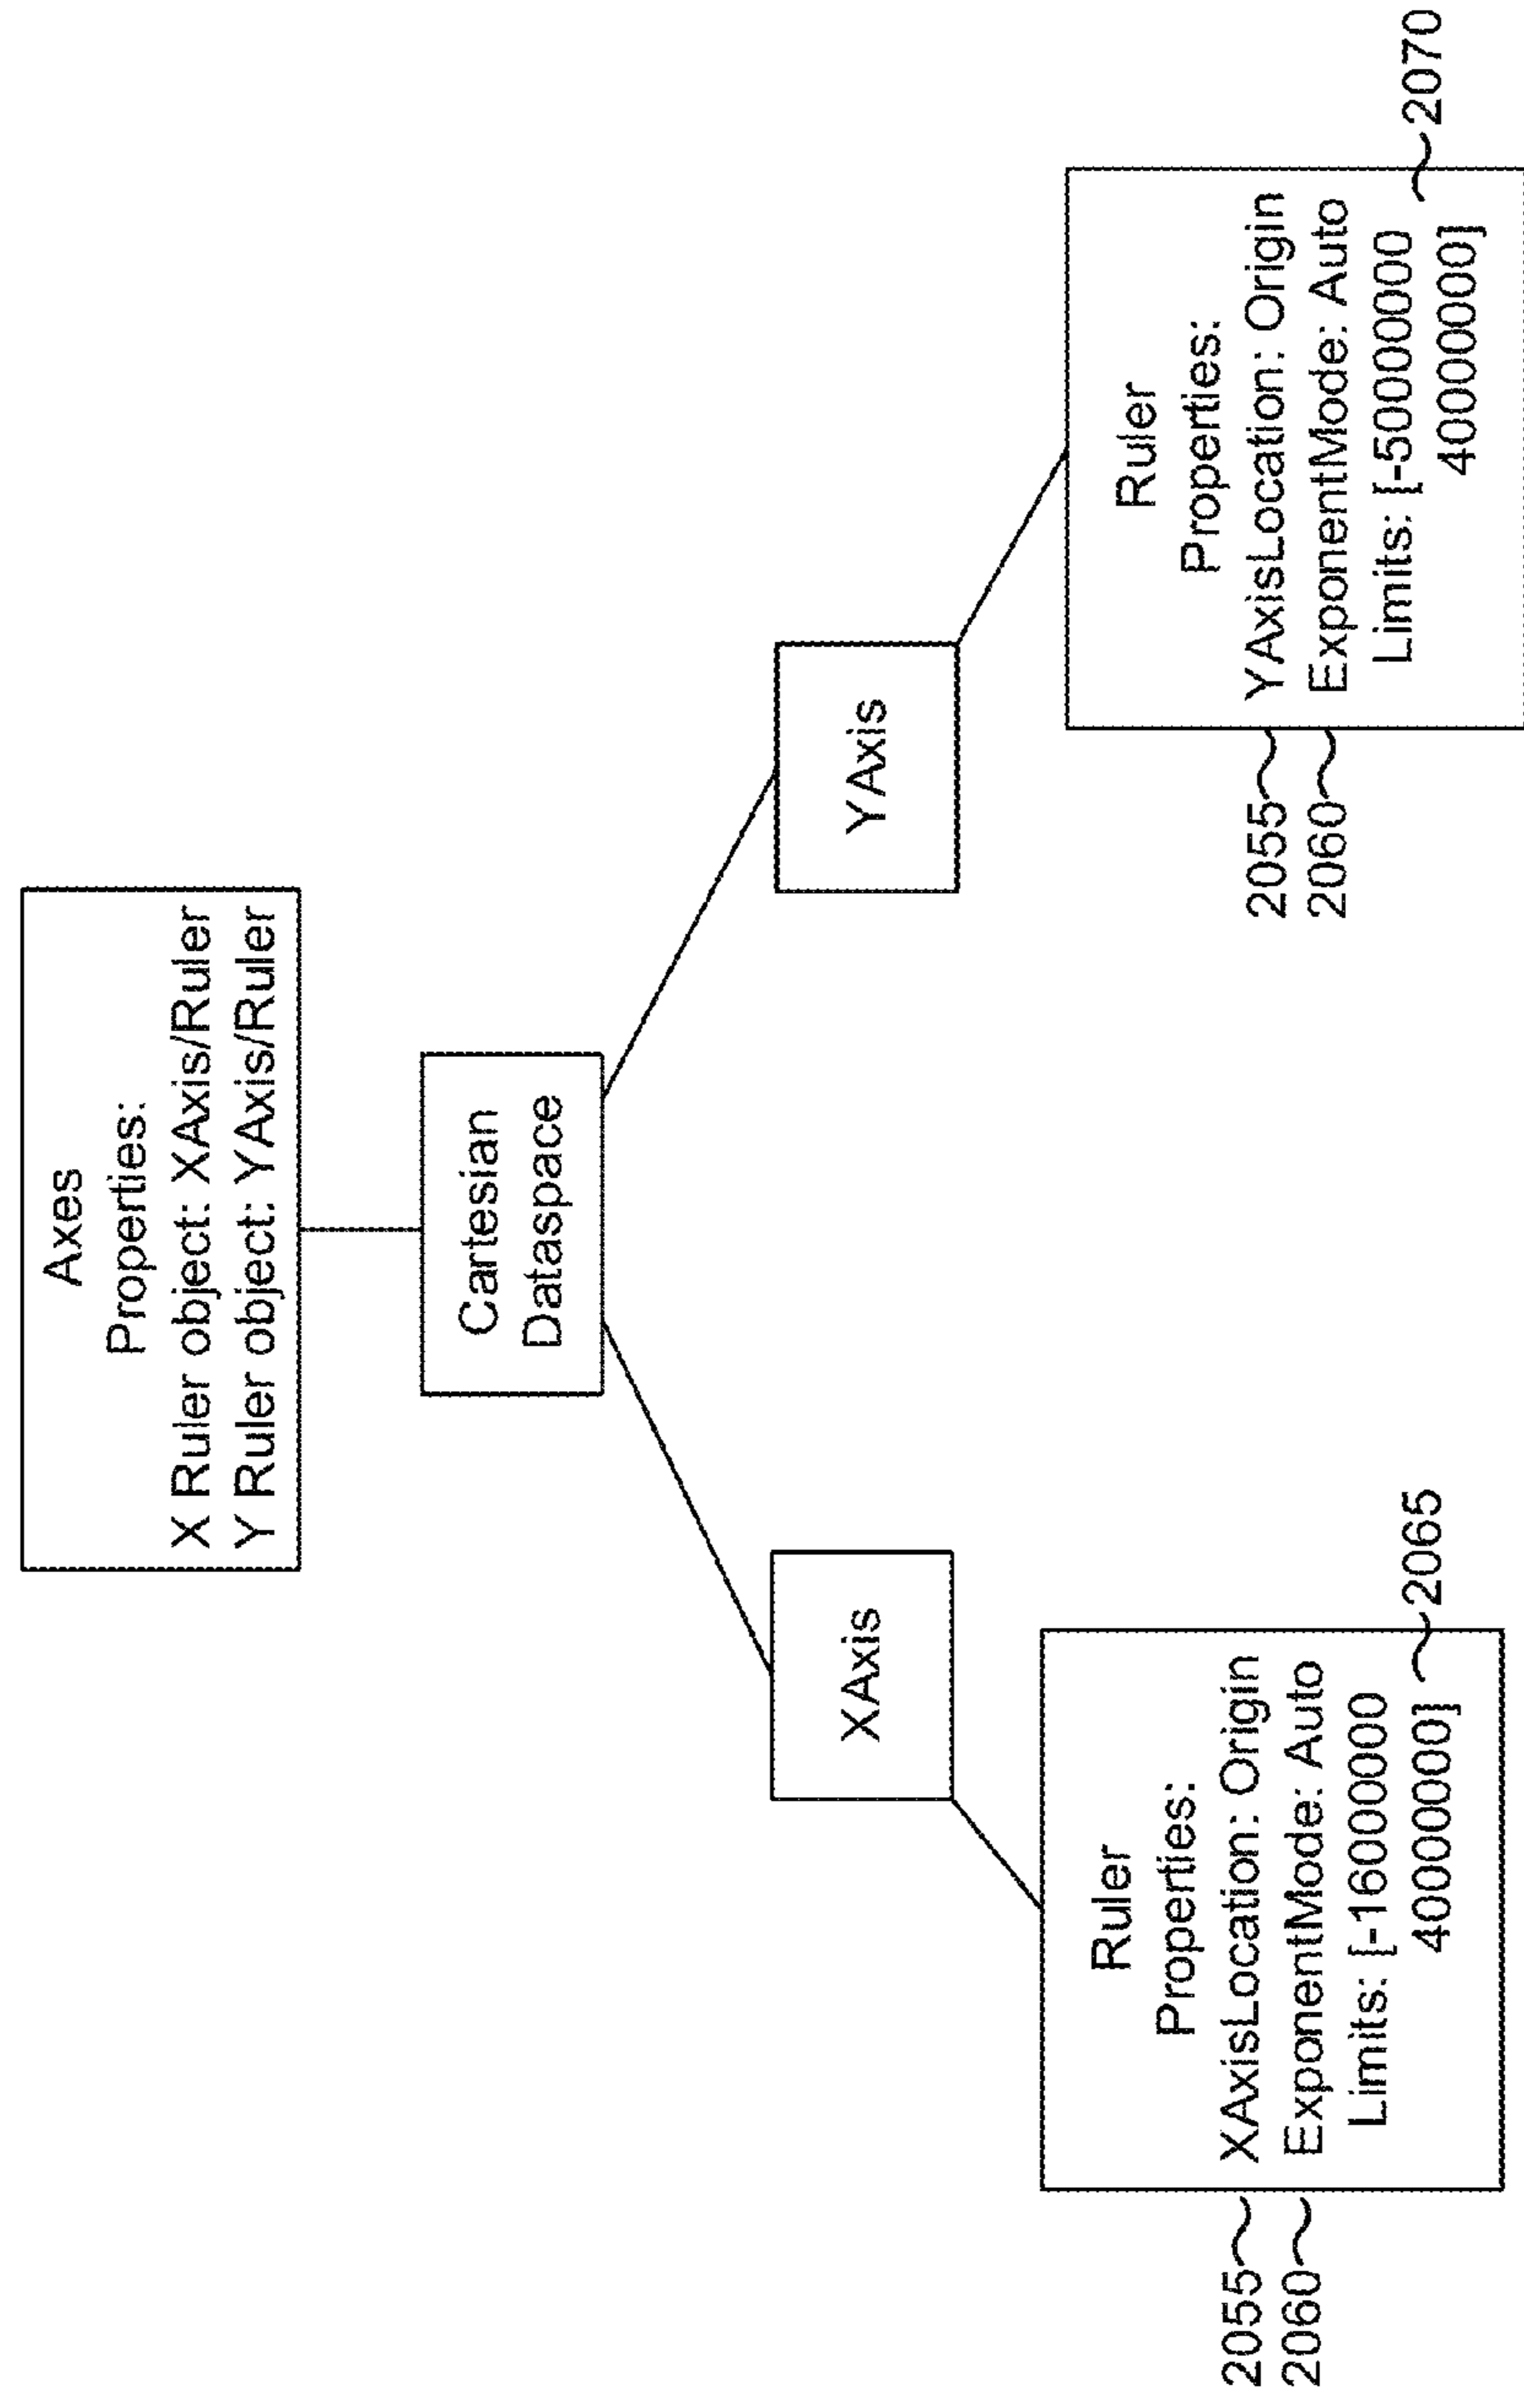 Axes
Properties:
X Ruler object: XAxis/Ruler
Y Ruler object: YAxis/Ruler
Cartesian
Dataspace
XAxis
YAxis
Ruler
Properties:
2055 XAxisLocation: Origin
2060 ExponentMode: Auto
Limits: [-16000000
40000000] 2065
Ruler
Properties:
2055 YAxisLocation: Origin
2060 ExponentMode: Auto
Limits: [-50000000
40000000] 2070